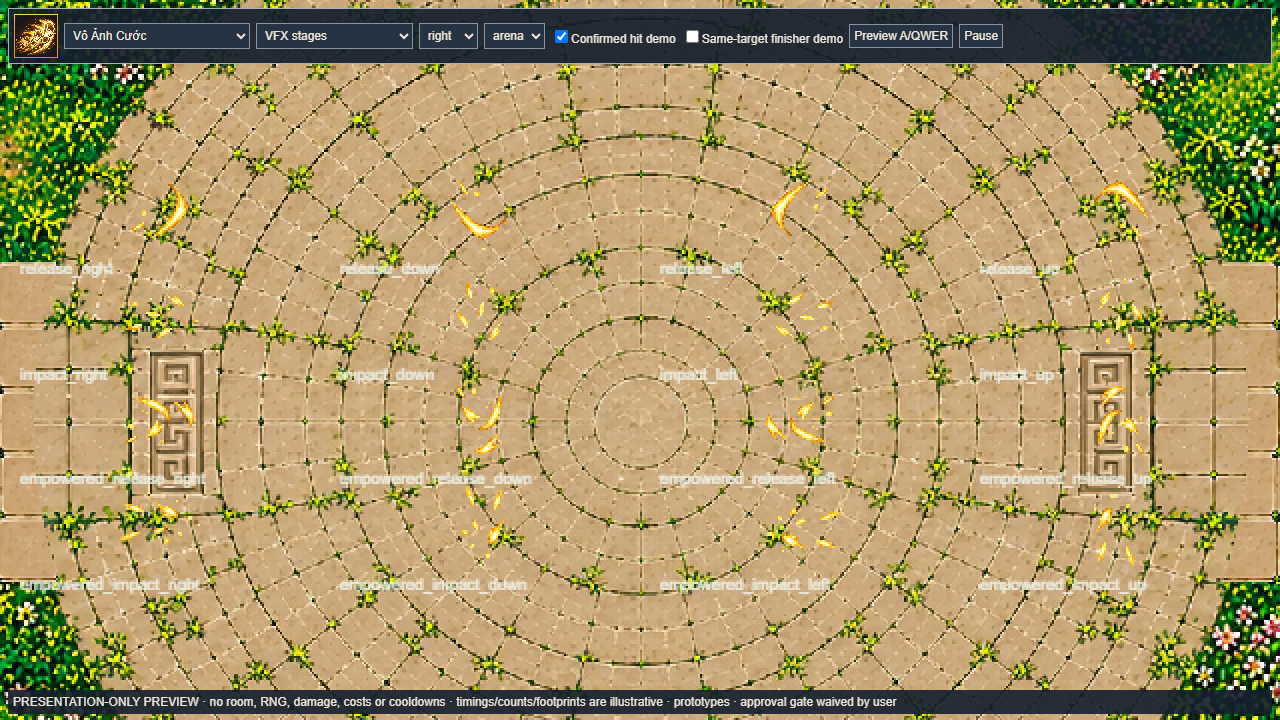 Vô Ảnh Cước VFX stages right arena Confirmed hit demo Same-target finisher demo Preview A/QWER Pause
release_right release_down release_left release_up
impact_right impact_down impact_left impact_up
empowered_release_right empowered_release_down empowered_release_left empowered_release_up
empowered_impact_right empowered_impact_down empowered_impact_left empowered_impact_up
PRESENTATION-ONLY PREVIEW · no room, RNG, damage, costs or cooldowns · timings/counts/footprints are illustrative · prototypes · approval gate waived by user